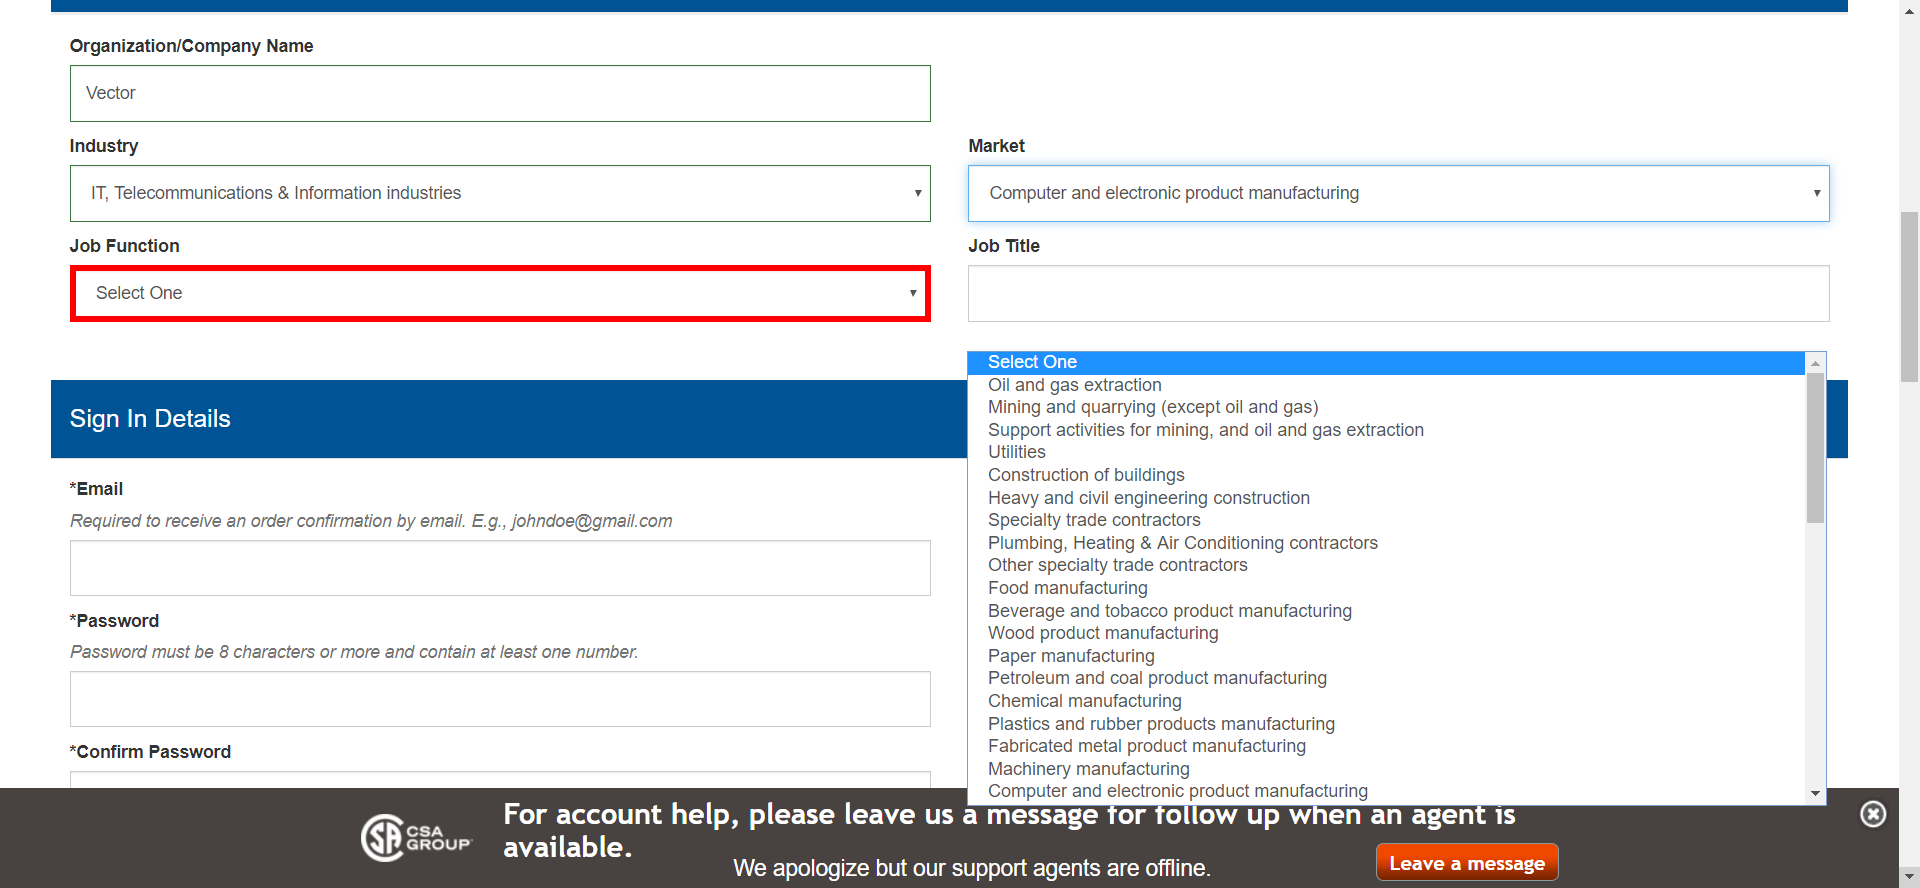 Organization/Company Name
Vector
Industry
Market
IT, Telecommunications & Information industries
Computer and electronic product manufacturing
Job Function
Job Title
Select One
Select One
Oil and gas extraction
Mining and quarrying (except oil and gas)
Support activities for mining, and oil and gas extraction
Utilities
Construction of buildings
Heavy and civil engineering construction
Specialty trade contractors
Plumbing, Heating & Air Conditioning contractors
Other specialty trade contractors
Food manufacturing
Beverage and tobacco product manufacturing
Wood product manufacturing
Paper manufacturing
Petroleum and coal product manufacturing
Chemical manufacturing
Plastics and rubber products manufacturing
Fabricated metal product manufacturing
Machinery manufacturing
Computer and electronic product manufacturing
Sign In Details
*Email
Required to receive an order confirmation by email. E.g., johndoe@gmail.com
*Password
Password must be 8 characters or more and contain at least one number.
*Confirm Password
CSA
GROUP
For account help, please leave us a message for follow up when an agent is
available.
We apologize but our support agents are offline.
Leave a message